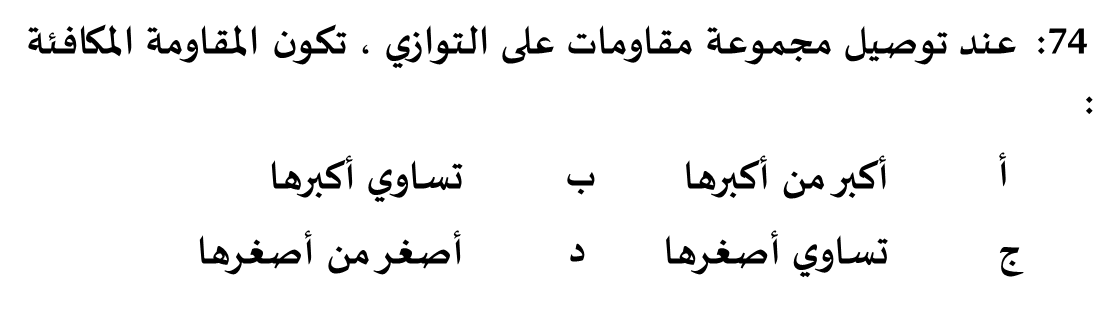 74: عند توصيل مجموعة مقاومات على التوازي ، تكون المقاومة المكافئة
:
أ أكبر من أكبرها ب تساوي أكبرها
ج تساوي أصغرها د أصغر من أصغرها